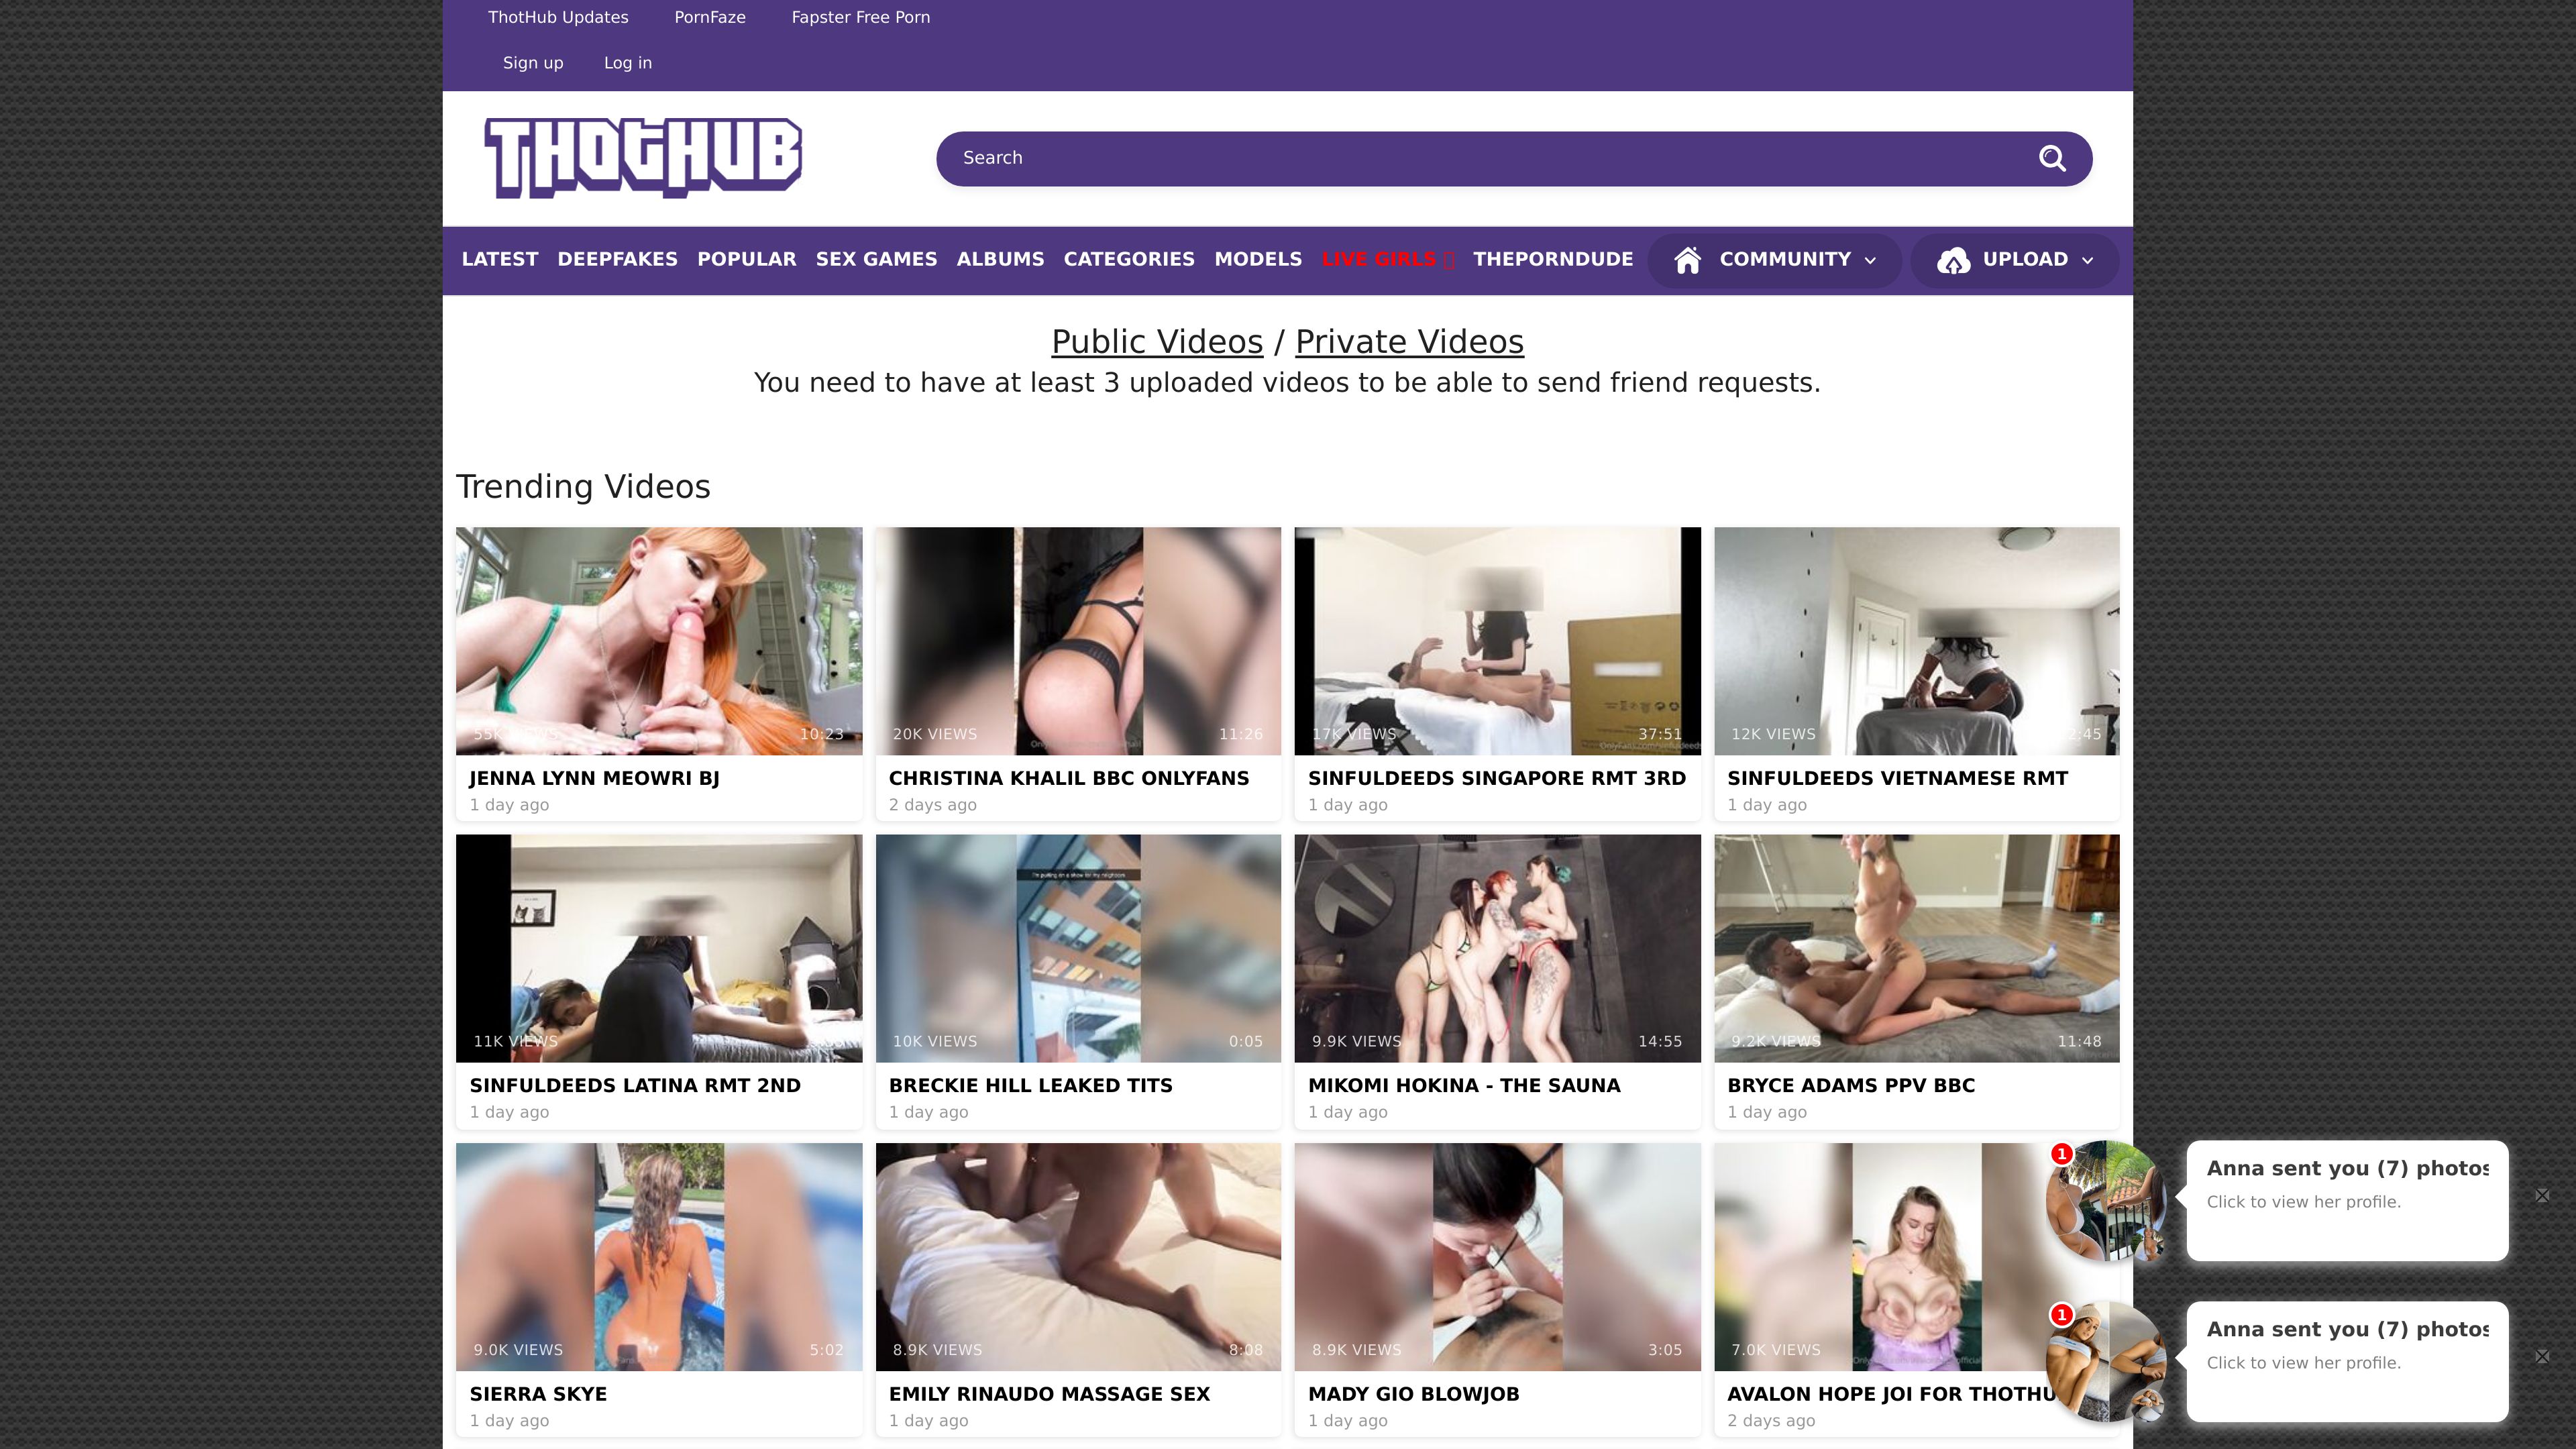 ThotHub Updates PornFaze Fapster Free Porn
Sign up Log in
THOTHUB
Search
LATEST DEEPFAKES POPULAR SEX GAMES ALBUMS CATEGORIES MODELS LIVE GIRLS THEPORNDUDE COMMUNITY UPLOAD
Public Videos / Private Videos
You need to have at least 3 uploaded videos to be able to send friend requests.
Trending Videos
55K VIEWS 10:23
JENNA LYNN MEOWRI BJ
1 day ago
20K VIEWS 11:26
CHRISTINA KHALIL BBC ONLYFANS
2 days ago
17K VIEWS 37:51
SINFULDEEDS SINGAPORE RMT 3RD
1 day ago
12K VIEWS
SINFULDEEDS VIETNAMESE RMT
1 day ago
11K VIEWS
SINFULDEEDS LATINA RMT 2ND
1 day ago
I'm putting on a show for my neighbors
10K VIEWS 0:05
BRECKIE HILL LEAKED TITS
1 day ago
9.9K VIEWS 14:55
MIKOMI HOKINA - THE SAUNA
1 day ago
9.2K VIEWS 11:48
BRYCE ADAMS PPV BBC
1 day ago
9.0K VIEWS 5:02
SIERRA SKYE
1 day ago
8.9K VIEWS 8:08
EMILY RINAUDO MASSAGE SEX
1 day ago
8.9K VIEWS 3:05
MADY GIO BLOWJOB
1 day ago
7.0K VIEWS
AVALON HOPE JOI FOR THOTHU
2 days ago
1
Anna sent you (7) photos
Click to view her profile.
1
Anna sent you (7) photos
Click to view her profile.